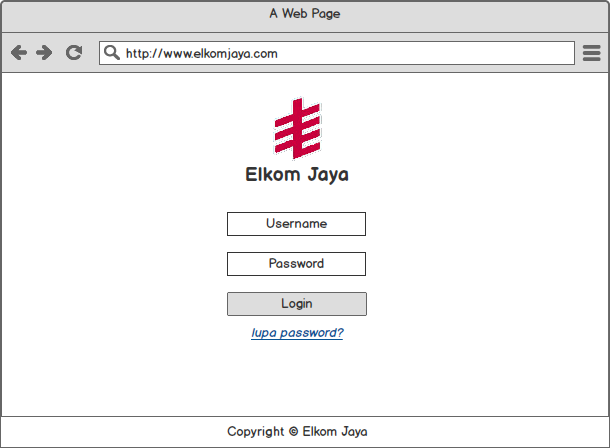 A Web Page
http://www.elkomjaya.com
Elkom Jaya
Username
Password
Login
lupa password?
Copyright © Elkom Jaya